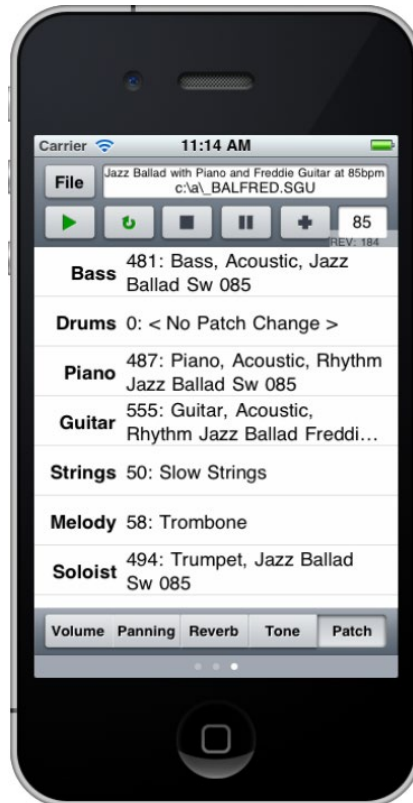 Carrier 11:14 AM
File
Jazz Ballad with Piano and Freddie Guitar at 85bpm
c:\a\_BALFRED.SGU
85
REV: 184
Bass 481: Bass, Acoustic, Jazz
Ballad Sw 085
Drums 0: < No Patch Change >
Piano 487: Piano, Acoustic, Rhythm
Jazz Ballad Sw 085
Guitar 555: Guitar, Acoustic,
Rhythm Jazz Ballad Freddi...
Strings 50: Slow Strings
Melody 58: Trombone
Soloist 494: Trumpet, Jazz Ballad
Sw 085
Volume Panning Reverb Tone Patch